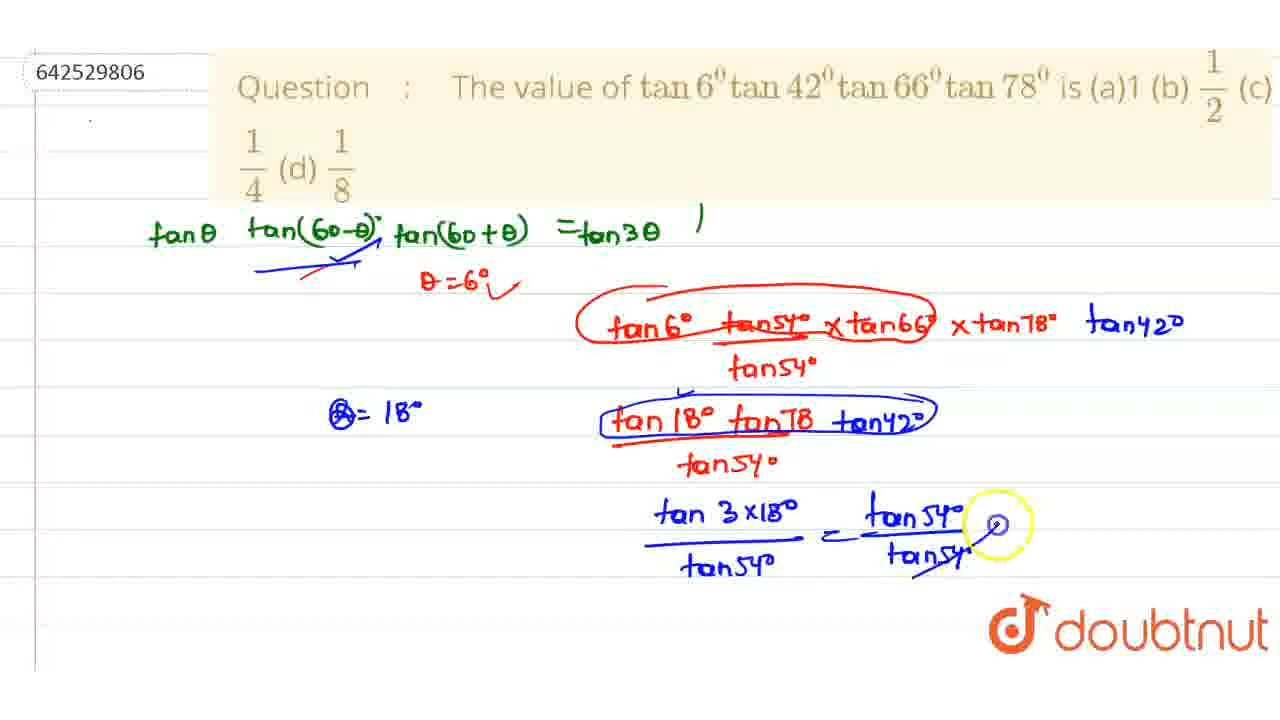 642529806
Question : The value of tan 6⁰ tan 42⁰ tan 66⁰ tan 78⁰ is (a)1 (b) 1/2 (c)
1/4 (d) 1/8
tanθ tan(60-θ) tan(60+θ) = tan3θ
θ = 6°
tan6° tan54° × tan66° × tan78° tan42°
tan54°
= 18°
tan18° tan78 tan42°
tan54°
tan 3×18° = tan54°
tan54° tan54°
doubtnut